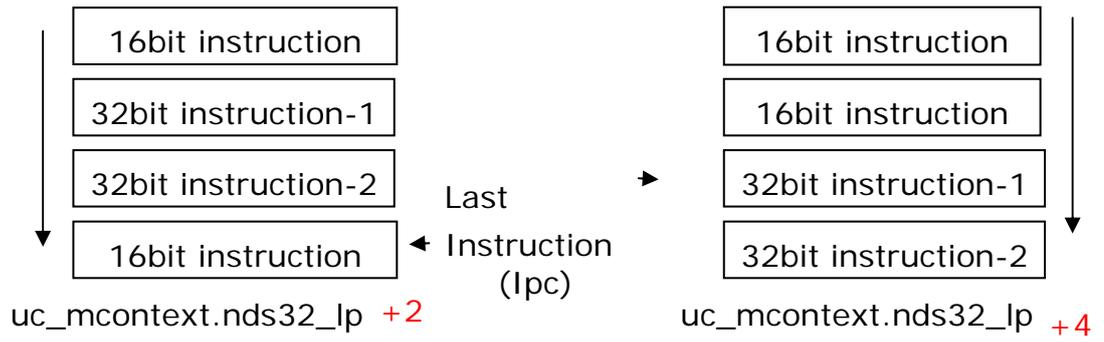 16bit instruction
32bit instruction-1
32bit instruction-2
16bit instruction
uc_mcontext.nds32_lp +2
Last
Instruction
(Ipc)
16bit instruction
16bit instruction
32bit instruction-1
32bit instruction-2
uc_mcontext.nds32_lp +4